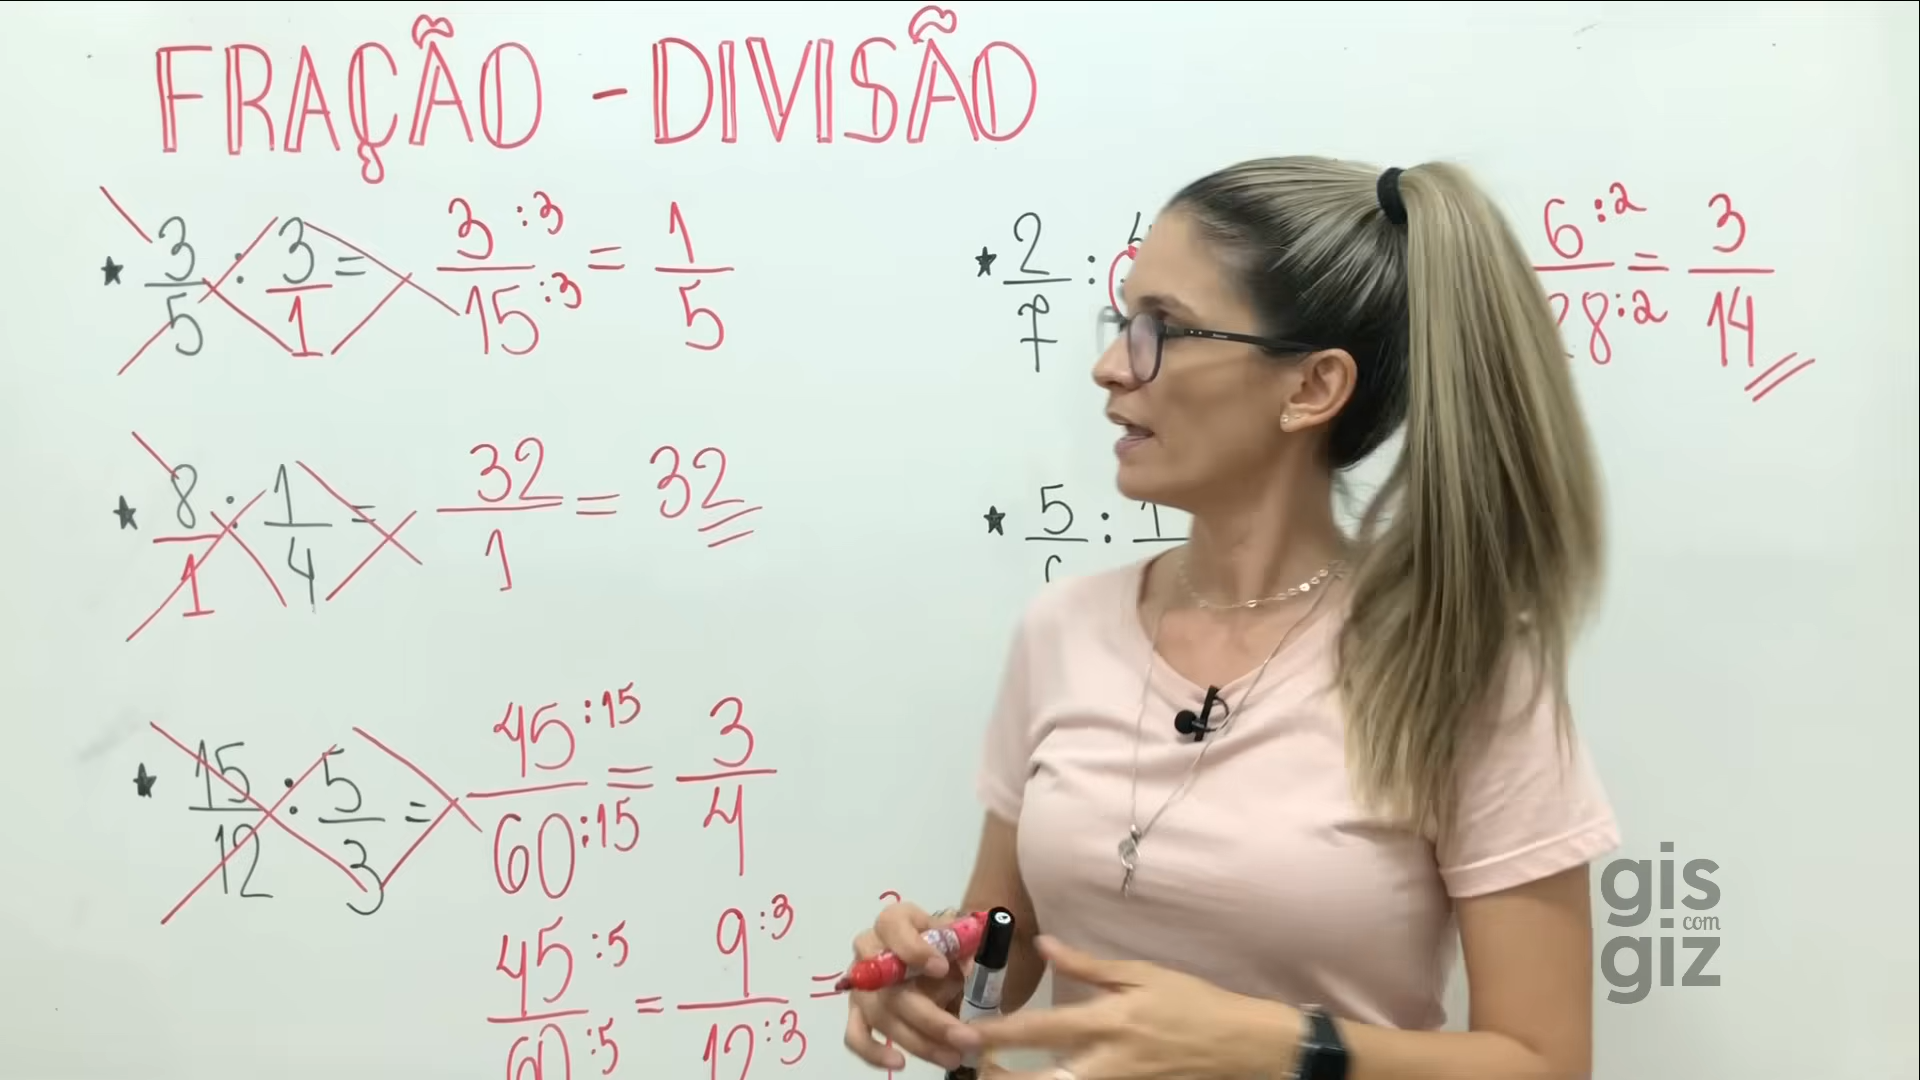 FRAÇÃO - DIVISÃO
★ 3/5 : 3/1 = 3:3/15:3 = 1/5
★ 8/1 : 1/4 = 32/1 = 32
★ 15/12 : 5/3 = 45:15/60:15 = 3/4
45:5/60:5 = 9:3/12:3 =
★ 2/7 :
6:2/28:2 = 3/14
★ 5 : 1
gis
com
giz